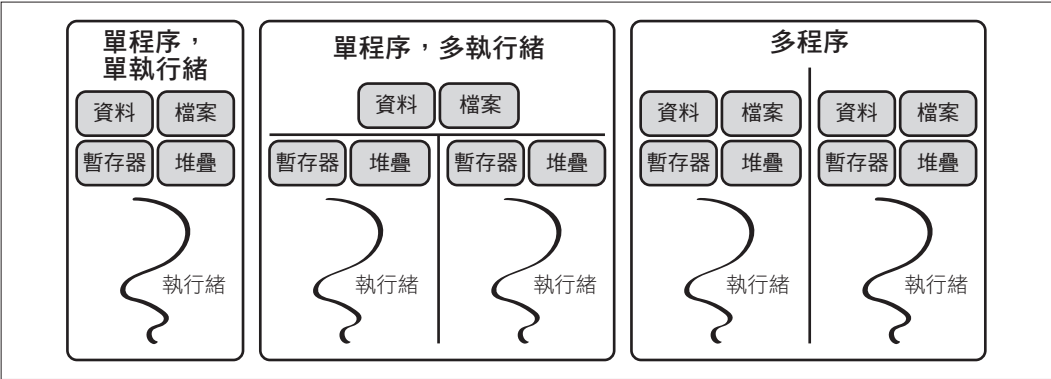 單程序，
單執行緒
資料 檔案
暫存器 堆疊
執行緒
單程序，多執行緒
資料 檔案
暫存器 堆疊 暫存器 堆疊
執行緒 執行緒
多程序
資料 檔案 資料 檔案
暫存器 堆疊 暫存器 堆疊
執行緒 執行緒